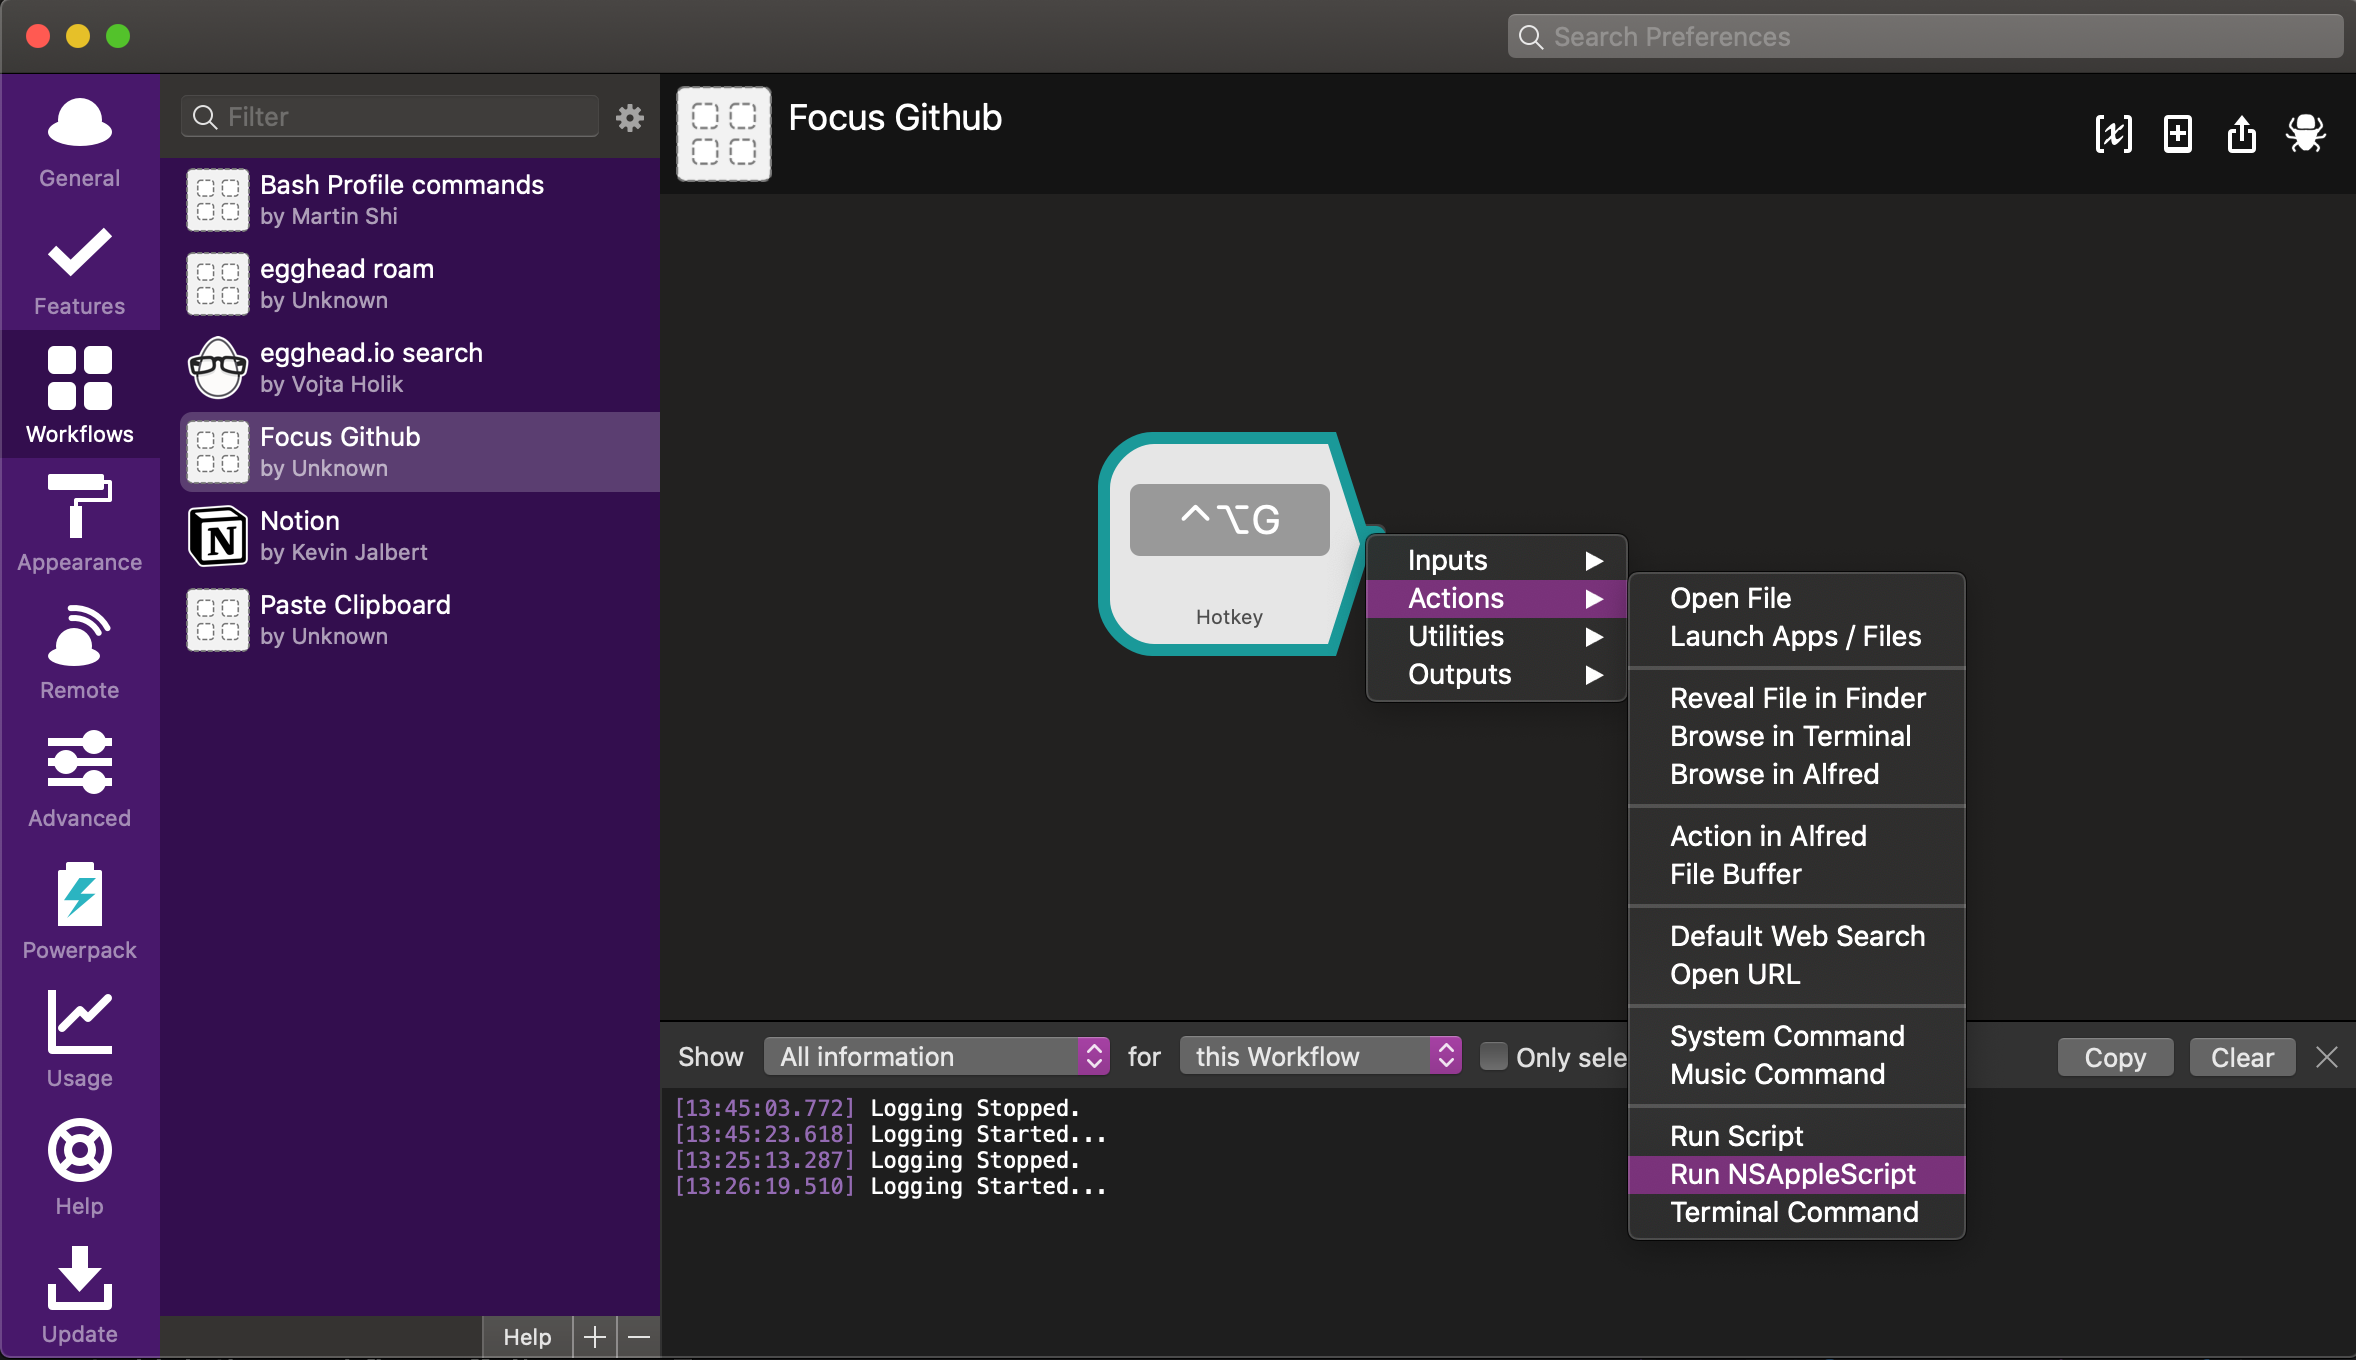 Search Preferences
General
Features
Workflows
Appearance
Remote
Advanced
Powerpack
Usage
Help
Update
Filter
Bash Profile commands
by Martin Shi
egghead roam
by Unknown
egghead.io search
by Vojta Holik
Focus Github
by Unknown
N
Notion
by Kevin Jalbert
Paste Clipboard
by Unknown
Help
Focus Github
[x]
^⌥G
Hotkey
Inputs
Actions
Utilities
Outputs
Open File
Launch Apps / Files
Reveal File in Finder
Browse in Terminal
Browse in Alfred
Action in Alfred
File Buffer
Default Web Search
Open URL
System Command
Music Command
Run Script
Run NSAppleScript
Terminal Command
Show All information for this Workflow Only sele Copy Clear
[13:45:03.772] Logging Stopped.
[13:45:23.618] Logging Started...
[13:25:13.287] Logging Stopped.
[13:26:19.510] Logging Started...